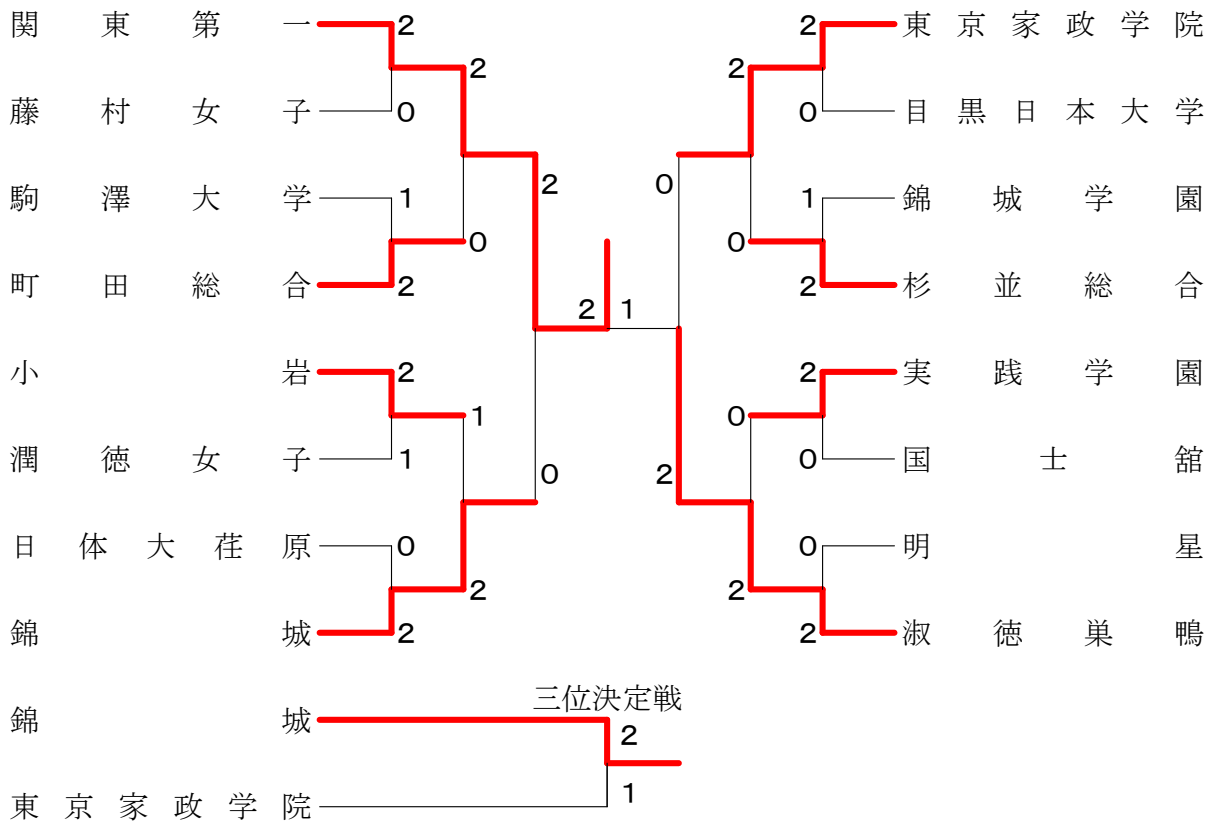 関東第一 2 2 東京家政学院
2 2
藤村女子 0 0 目黒日本大学
2 0
駒澤大学 1 1 錦城学園
0 0
町田総合 2 2 杉並総合
2 1
小岩 2 2 実践学園
1 0
潤徳女子 1 0 国士舘
0 2
日体大荏原 0 0 明星
2 2
錦城 2 2 淑徳巣鴨
三位決定戦
錦城 2
東京家政学院 1